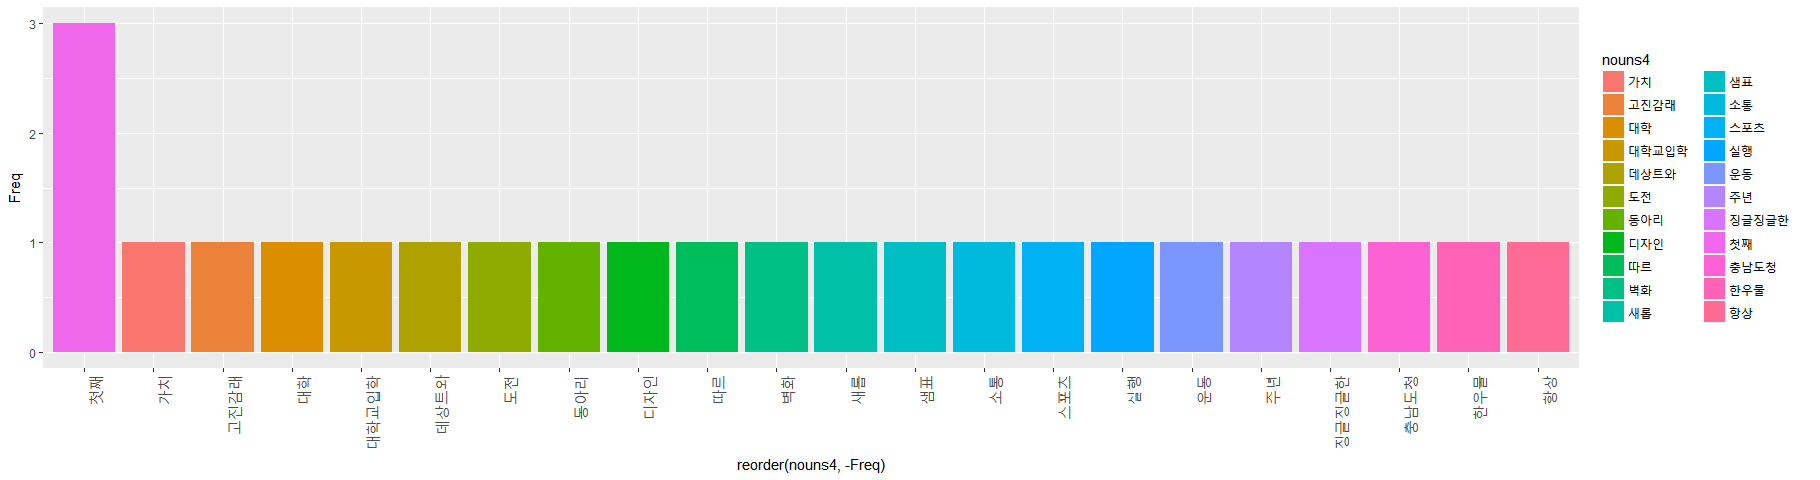 3
2
1
0
Freq
첫째
가치
고진감래
대학
대학교입학
데상트와
도전
동아리
디자인
따르
벽화
새롭
샘표
소통
스포츠
실행
운동
주년
징글징글한
충남도청
한우물
항상
reorder(nouns4, -Freq)
nouns4
가치
고진감래
대학
대학교입학
데상트와
도전
동아리
디자인
따르
벽화
새롭
샘표
소통
스포츠
실행
운동
주년
징글징글한
첫째
충남도청
한우물
항상